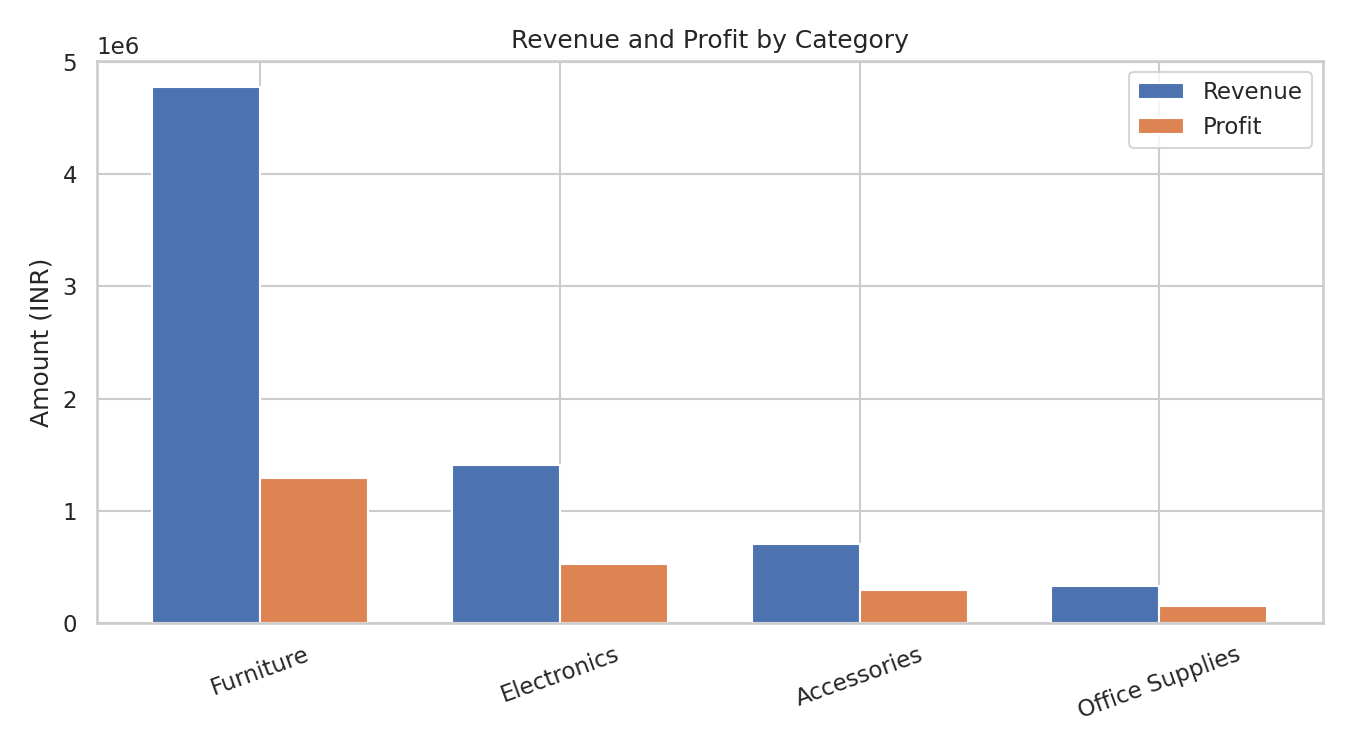 Revenue and Profit by Category
1e6
5
4
3
2
1
0
Amount (INR)
Revenue
Profit
Furniture
Electronics
Accessories
Office Supplies